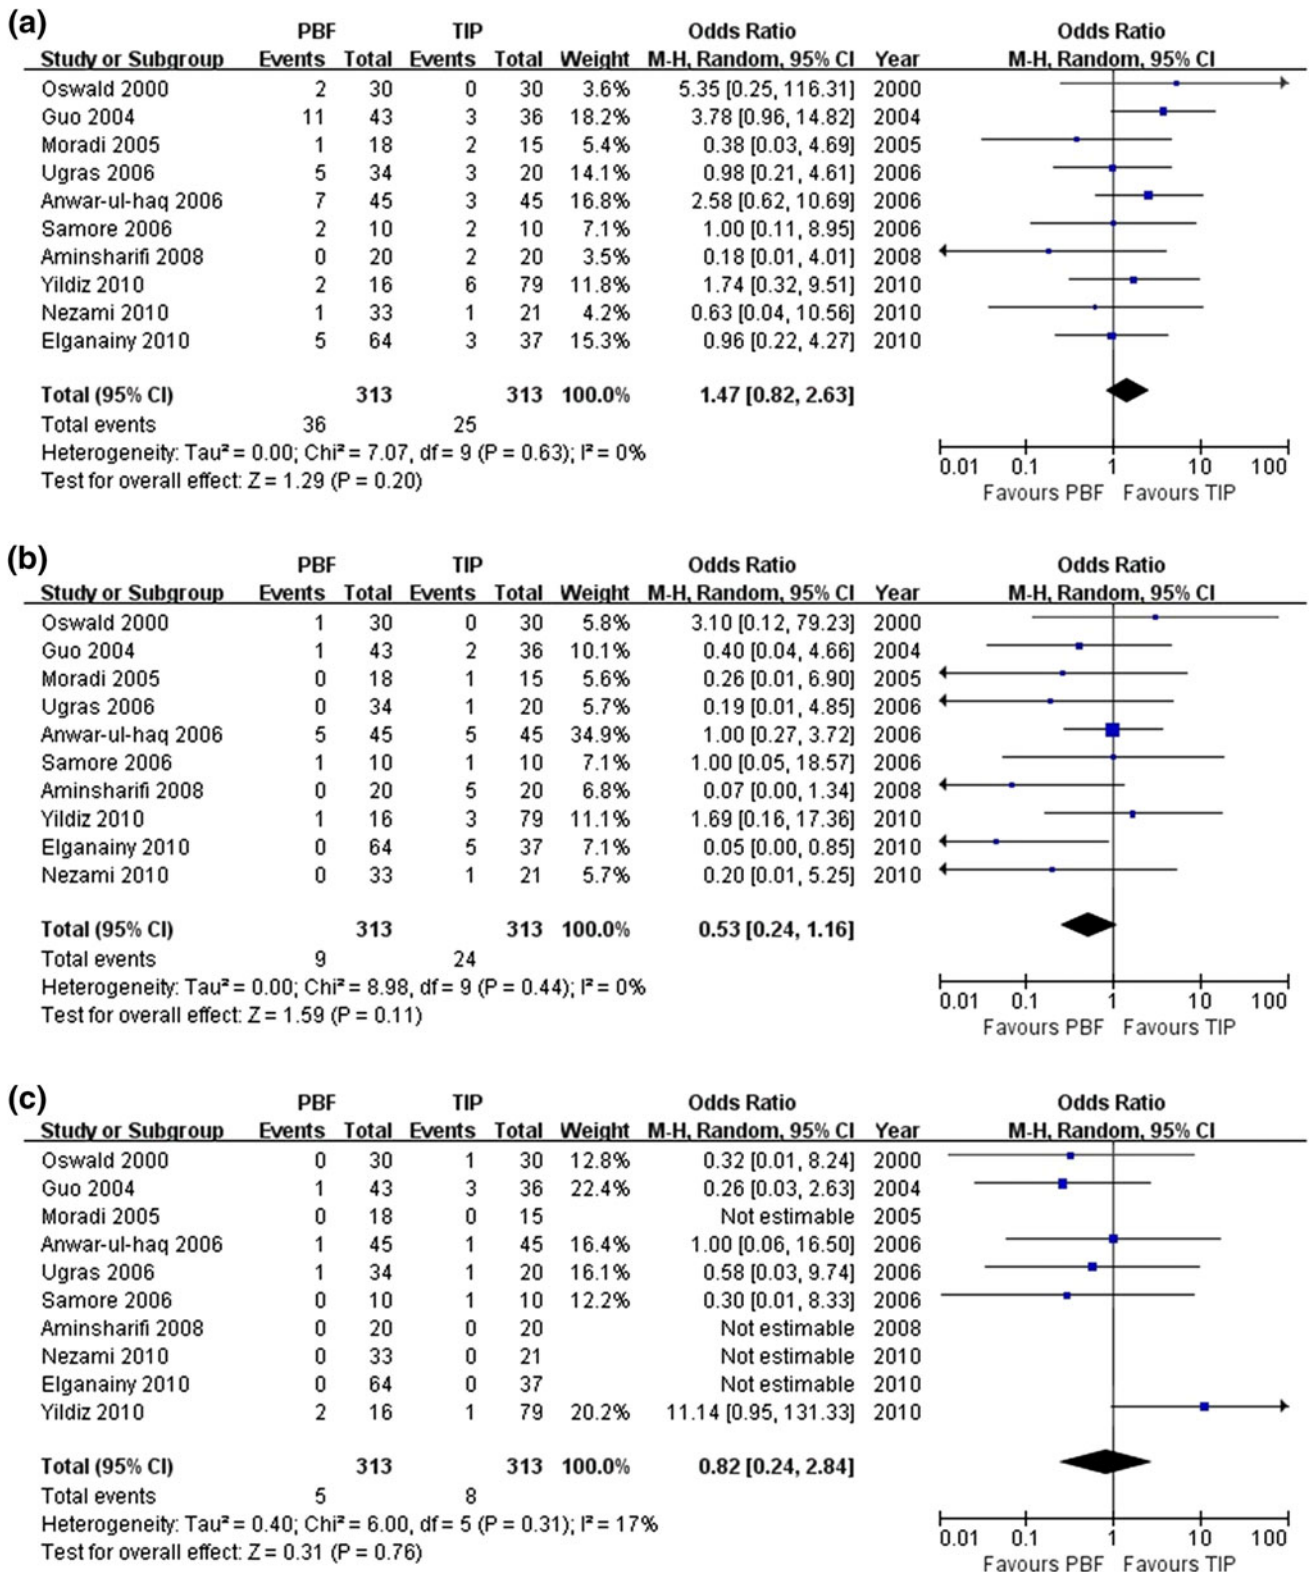 (a)
PBF TIP Odds Ratio Odds Ratio
Study or Subgroup Events Total Events Total Weight M-H, Random, 95% CI Year M-H, Random, 95% CI
Oswald 2000 2 30 0 30 3.6% 5.35 [0.25, 116.31] 2000
Guo 2004 11 43 3 36 18.2% 3.78 [0.96, 14.82] 2004
Moradi 2005 1 18 2 15 5.4% 0.38 [0.03, 4.69] 2005
Ugras 2006 5 34 3 20 14.1% 0.98 [0.21, 4.61] 2006
Anwar-ul-haq 2006 7 45 3 45 16.8% 2.58 [0.62, 10.69] 2006
Samore 2006 2 10 2 10 7.1% 1.00 [0.11, 8.95] 2006
Aminsharifi 2008 0 20 2 20 3.5% 0.18 [0.01, 4.01] 2008
Yildiz 2010 2 16 6 79 11.8% 1.74 [0.32, 9.51] 2010
Nezami 2010 1 33 1 21 4.2% 0.63 [0.04, 10.56] 2010
Elganainy 2010 5 64 3 37 15.3% 0.96 [0.22, 4.27] 2010
Total (95% CI) 313 313 100.0% 1.47 [0.82, 2.63]
Total events 36 25
Heterogeneity: Tau² = 0.00; Chi² = 7.07, df = 9 (P = 0.63); I² = 0%
Test for overall effect: Z = 1.29 (P = 0.20)
0.01 0.1 1 10 100
Favours PBF Favours TIP
(b)
PBF TIP Odds Ratio Odds Ratio
Study or Subgroup Events Total Events Total Weight M-H, Random, 95% CI Year M-H, Random, 95% CI
Oswald 2000 1 30 0 30 5.8% 3.10 [0.12, 79.23] 2000
Guo 2004 1 43 2 36 10.1% 0.40 [0.04, 4.66] 2004
Moradi 2005 0 18 1 15 5.6% 0.26 [0.01, 6.90] 2005
Ugras 2006 0 34 1 20 5.7% 0.19 [0.01, 4.85] 2006
Anwar-ul-haq 2006 5 45 5 45 34.9% 1.00 [0.27, 3.72] 2006
Samore 2006 1 10 1 10 7.1% 1.00 [0.05, 18.57] 2006
Aminsharifi 2008 0 20 5 20 6.8% 0.07 [0.00, 1.34] 2008
Yildiz 2010 1 16 3 79 11.1% 1.69 [0.16, 17.36] 2010
Elganainy 2010 0 64 5 37 7.1% 0.05 [0.00, 0.85] 2010
Nezami 2010 0 33 1 21 5.7% 0.20 [0.01, 5.25] 2010
Total (95% CI) 313 313 100.0% 0.53 [0.24, 1.16]
Total events 9 24
Heterogeneity: Tau² = 0.00; Chi² = 8.98, df = 9 (P = 0.44); I² = 0%
Test for overall effect: Z = 1.59 (P = 0.11)
0.01 0.1 1 10 100
Favours PBF Favours TIP
(c)
PBF TIP Odds Ratio Odds Ratio
Study or Subgroup Events Total Events Total Weight M-H, Random, 95% CI Year M-H, Random, 95% CI
Oswald 2000 0 30 1 30 12.8% 0.32 [0.01, 8.24] 2000
Guo 2004 1 43 3 36 22.4% 0.26 [0.03, 2.63] 2004
Moradi 2005 0 18 0 15 Not estimable 2005
Anwar-ul-haq 2006 1 45 1 45 16.4% 1.00 [0.06, 16.50] 2006
Ugras 2006 1 34 1 20 16.1% 0.58 [0.03, 9.74] 2006
Samore 2006 0 10 1 10 12.2% 0.30 [0.01, 8.33] 2006
Aminsharifi 2008 0 20 0 20 Not estimable 2008
Nezami 2010 0 33 0 21 Not estimable 2010
Elganainy 2010 0 64 0 37 Not estimable 2010
Yildiz 2010 2 16 1 79 20.2% 11.14 [0.95, 131.33] 2010
Total (95% CI) 313 313 100.0% 0.82 [0.24, 2.84]
Total events 5 8
Heterogeneity: Tau² = 0.40; Chi² = 6.00, df = 5 (P = 0.31); I² = 17%
Test for overall effect: Z = 0.31 (P = 0.76)
0.01 0.1 1 10 100
Favours PBF Favours TIP